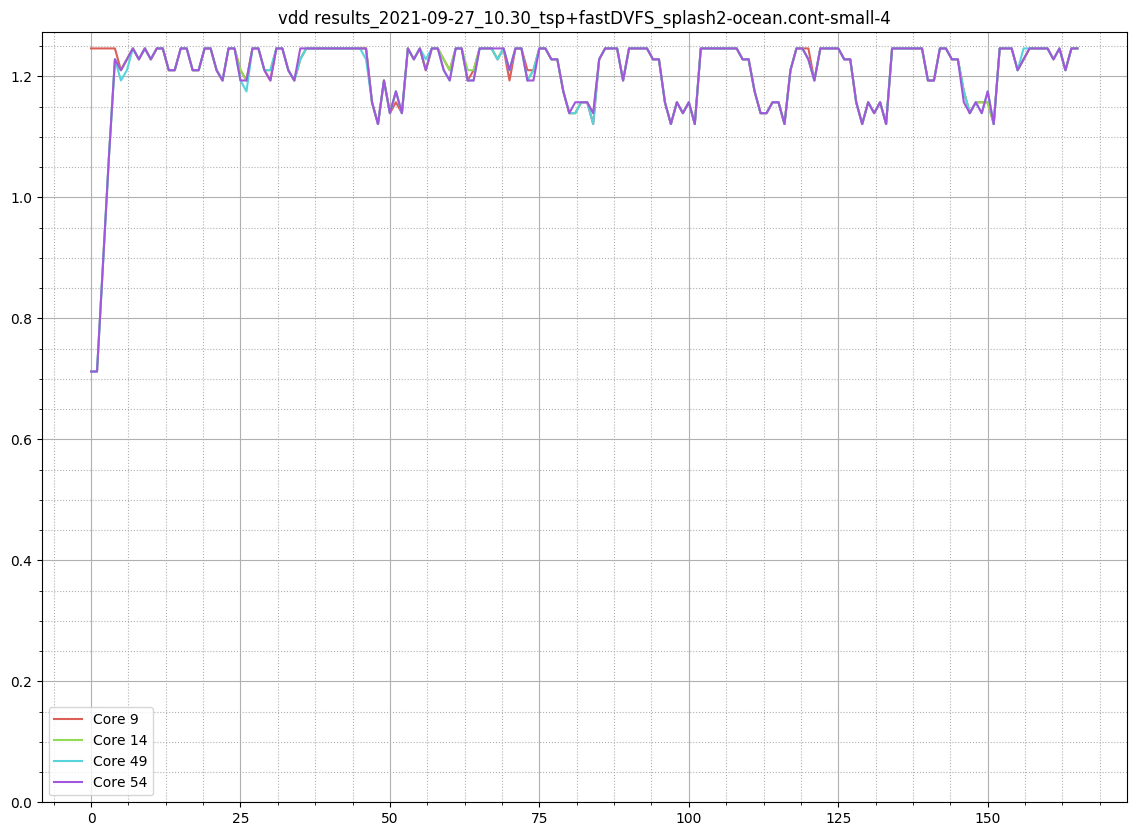 vdd results_2021-09-27_10.30_tsp+fastDVFS_splash2-ocean.cont-small-4
1.2
1.0
0.8
0.6
0.4
0.2
0.0
Core 9
Core 14
Core 49
Core 54
0 25 50 75 100 125 150